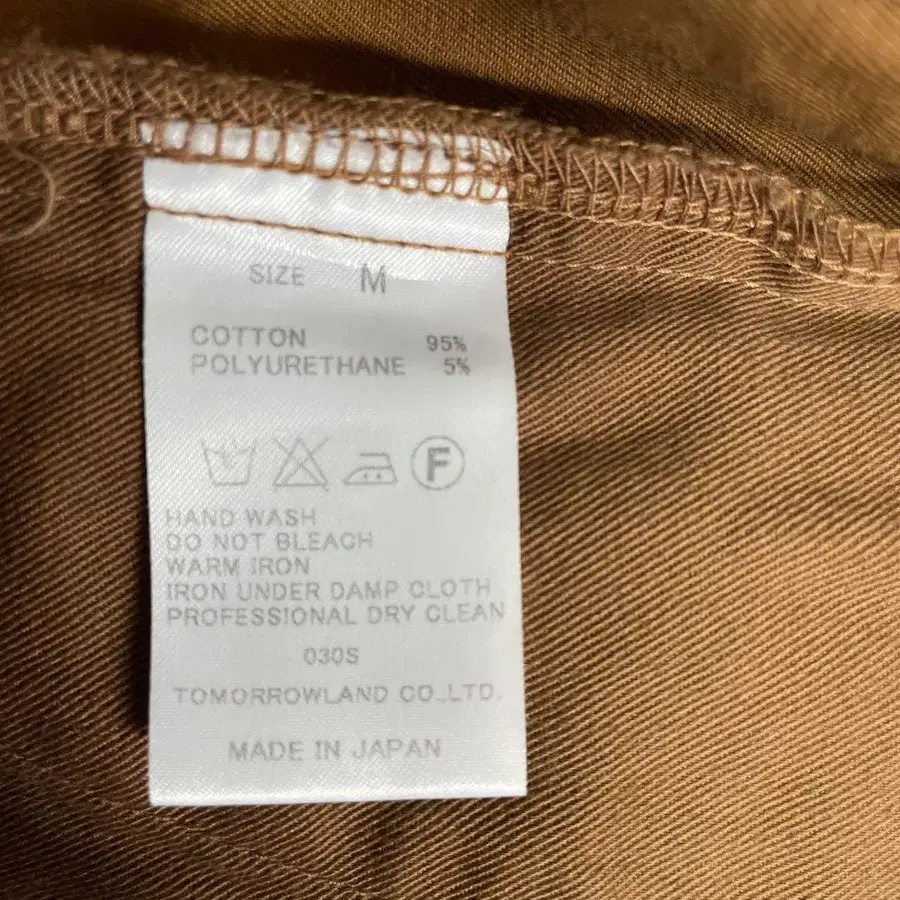 SIZE M
COTTON 95%
POLYURETHANE 5%
F
HAND WASH
DO NOT BLEACH
WARM IRON
IRON UNDER DAMP CLOTH
PROFESSIONAL DRY CLEAN
030S
TOMORROWLAND CO.,LTD.
MADE IN JAPAN